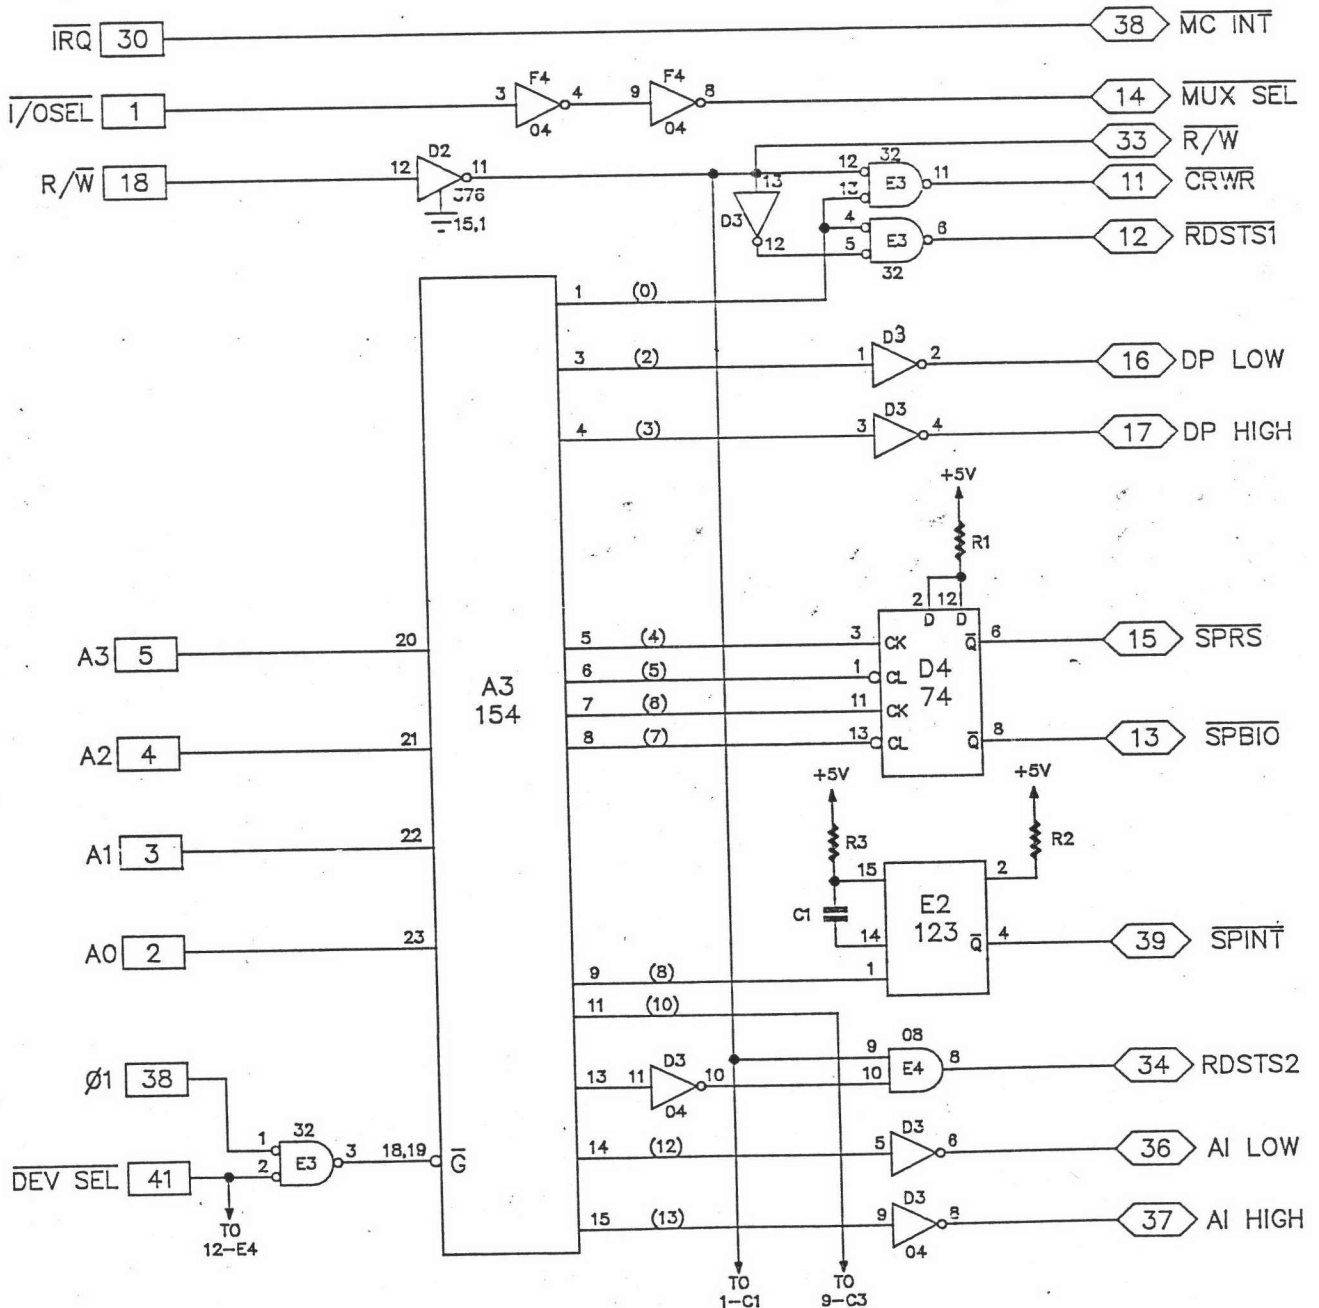 IRQ 30 38 MC INT
F4 F4
I/OSEL 1 3 4 9 8 14 MUX SEL
04 04
33 R/W
R/W 18 12 D2 11 13 12 32 11 11 CRWR
E3
376 13
15,1 D3 4 6 12 RDSTS1
12 5 E3
32
1 (0)
D3
3 (2) 1 2 16 DP LOW
D3
4 (3) 3 4 17 DP HIGH
+5V
R1
2 12
D D
A3 5 20 5 (4) 3 CK Q 6 15 SPRS
6 (5) 1 CL D4
A3 74
154 7 (6) 11 CK
A2 4 21 8 (7) 13 CL Q 8 13 SPBIO
+5V +5V
R3 R2
A1 3 22 15 2
C1 E2
123
A0 2 23 14 Q 4 39 SPINT
9 (8) 1
11 (10)
08
Ø1 38 D3 9 8 34 RDSTS2
13 11 10 10 E4
04
32 D3
1 3 18,19 G 14 (12) 5 6 36 AI LOW
E3
DEV SEL 41 2
D3
15 (13) 9 8 37 AI HIGH
TO 04
12-E4
TO TO
1-C1 9-C3